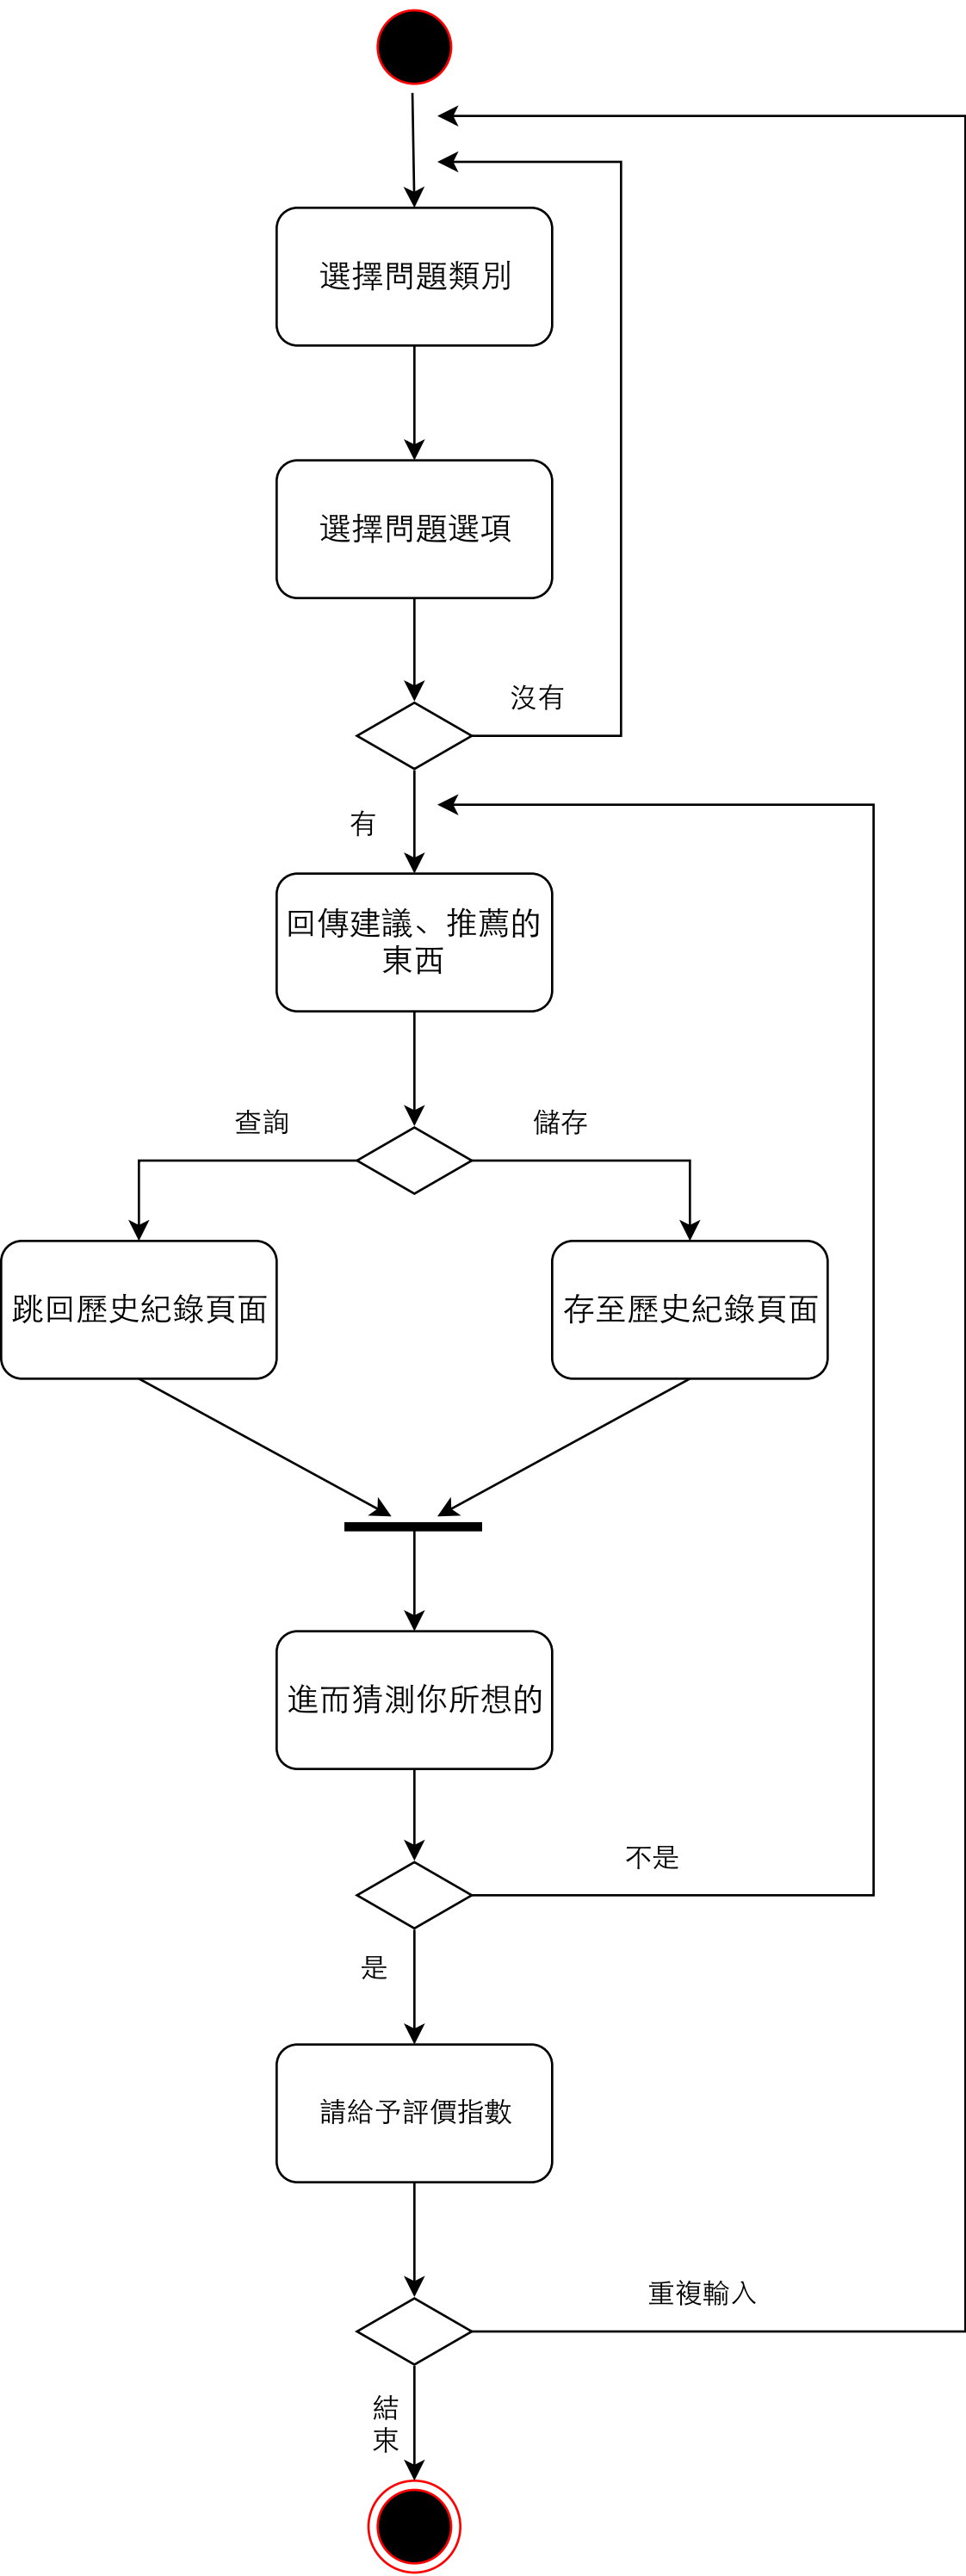 選擇問題類別
選擇問題選項
沒有
有
回傳建議、推薦的
東西
查詢
儲存
跳回歷史紀錄頁面
存至歷史紀錄頁面
進而猜測你所想的
不是
是
請給予評價指數
重複輸入
結
束